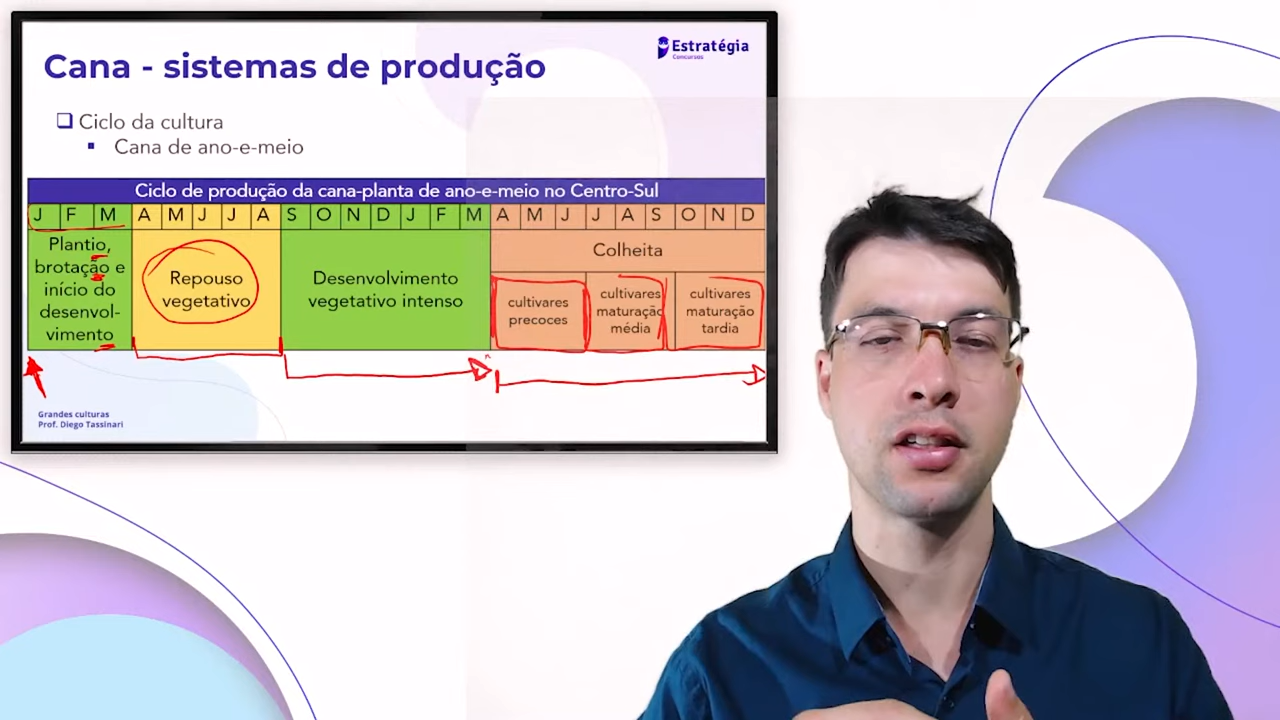 Cana - sistemas de produção
Estratégia
Concursos
❑ Ciclo da cultura
▪ Cana de ano-e-meio
Ciclo de produção da cana-planta de ano-e-meio no Centro-Sul
J F M A M J J A S O N D J F M A M J J A S O N D
Plantio,
brotação e
início do
desenvol-
vimento
Repouso
vegetativo
Desenvolvimento
vegetativo intenso
Colheita
cultivares
precoces
cultivares
maturação
média
cultivares
maturação
tardia
Grandes culturas
Prof. Diego Tassinari